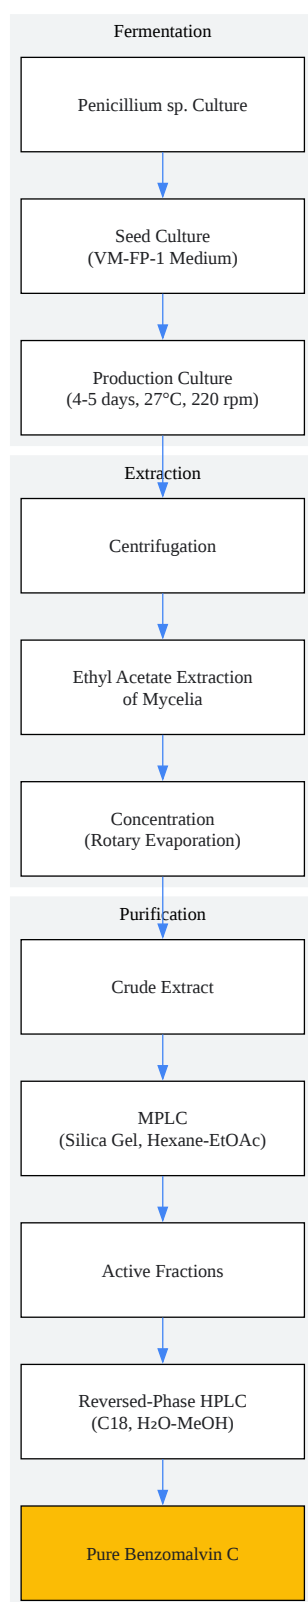 Fermentation
Penicillium sp. Culture
Seed Culture
(VM-FP-1 Medium)
Production Culture
(4-5 days, 27°C, 220 rpm)
Extraction
Centrifugation
Ethyl Acetate Extraction
of Mycelia
Concentration
(Rotary Evaporation)
Purification
Crude Extract
MPLC
(Silica Gel, Hexane-EtOAc)
Active Fractions
Reversed-Phase HPLC
(C18, H₂O-MeOH)
Pure Benzomalvin C